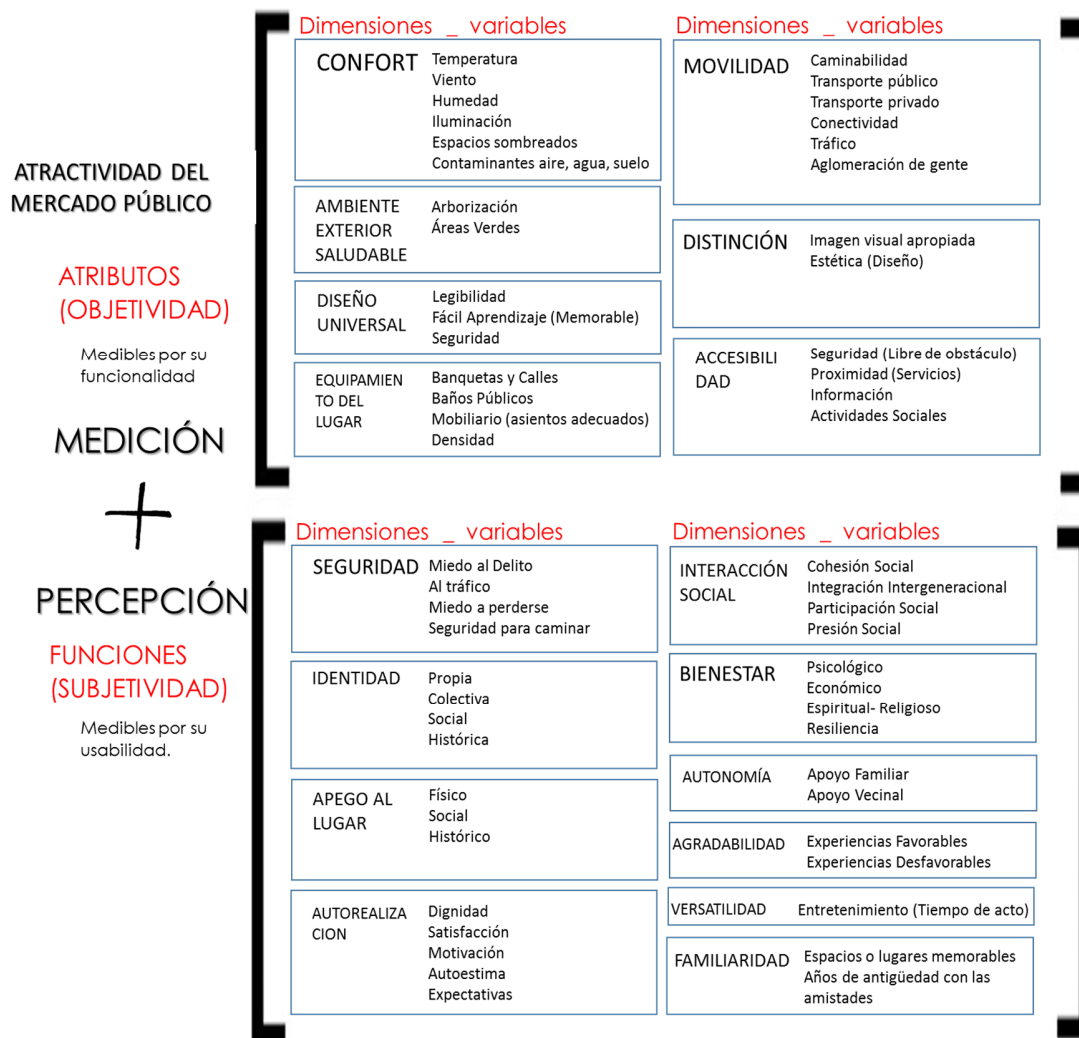 ATRACTIVIDAD DEL
MERCADO PÚBLICO
ATRIBUTOS
(OBJETIVIDAD)
Medibles por su
funcionalidad
MEDICIÓN
+
PERCEPCIÓN
FUNCIONES
(SUBJETIVIDAD)
Medibles por su
usabilidad.
Dimensiones _ variables
CONFORT
Temperatura
Viento
Humedad
Iluminación
Espacios sombreados
Contaminantes aire, agua, suelo
AMBIENTE
EXTERIOR
SALUDABLE
Arborización
Áreas Verdes
DISEÑO
UNIVERSAL
Legibilidad
Fácil Aprendizaje (Memorable)
Seguridad
EQUIPAMIEN
TO DEL
LUGAR
Banquetas y Calles
Baños Públicos
Mobiliario (asientos adecuados)
Densidad
Dimensiones _ variables
MOVILIDAD
Caminabilidad
Transporte público
Transporte privado
Conectividad
Tráfico
Aglomeración de gente
DISTINCIÓN
Imagen visual apropiada
Estética (Diseño)
ACCESIBILI
DAD
Seguridad (Libre de obstáculo)
Proximidad (Servicios)
Información
Actividades Sociales
Dimensiones _ variables
SEGURIDAD
Miedo al Delito
Al tráfico
Miedo a perderse
Seguridad para caminar
IDENTIDAD
Propia
Colectiva
Social
Histórica
APEGO AL
LUGAR
Físico
Social
Histórico
AUTOREALIZA
CION
Dignidad
Satisfacción
Motivación
Autoestima
Expectativas
Dimensiones _ variables
INTERACCIÓN
SOCIAL
Cohesión Social
Integración Intergeneracional
Participación Social
Presión Social
BIENESTAR
Psicológico
Económico
Espiritual- Religioso
Resiliencia
AUTONOMÍA
Apoyo Familiar
Apoyo Vecinal
AGRADABILIDAD
Experiencias Favorables
Experiencias Desfavorables
VERSATILIDAD
Entretenimiento (Tiempo de acto)
FAMILIARIDAD
Espacios o lugares memorables
Años de antigüedad con las
amistades